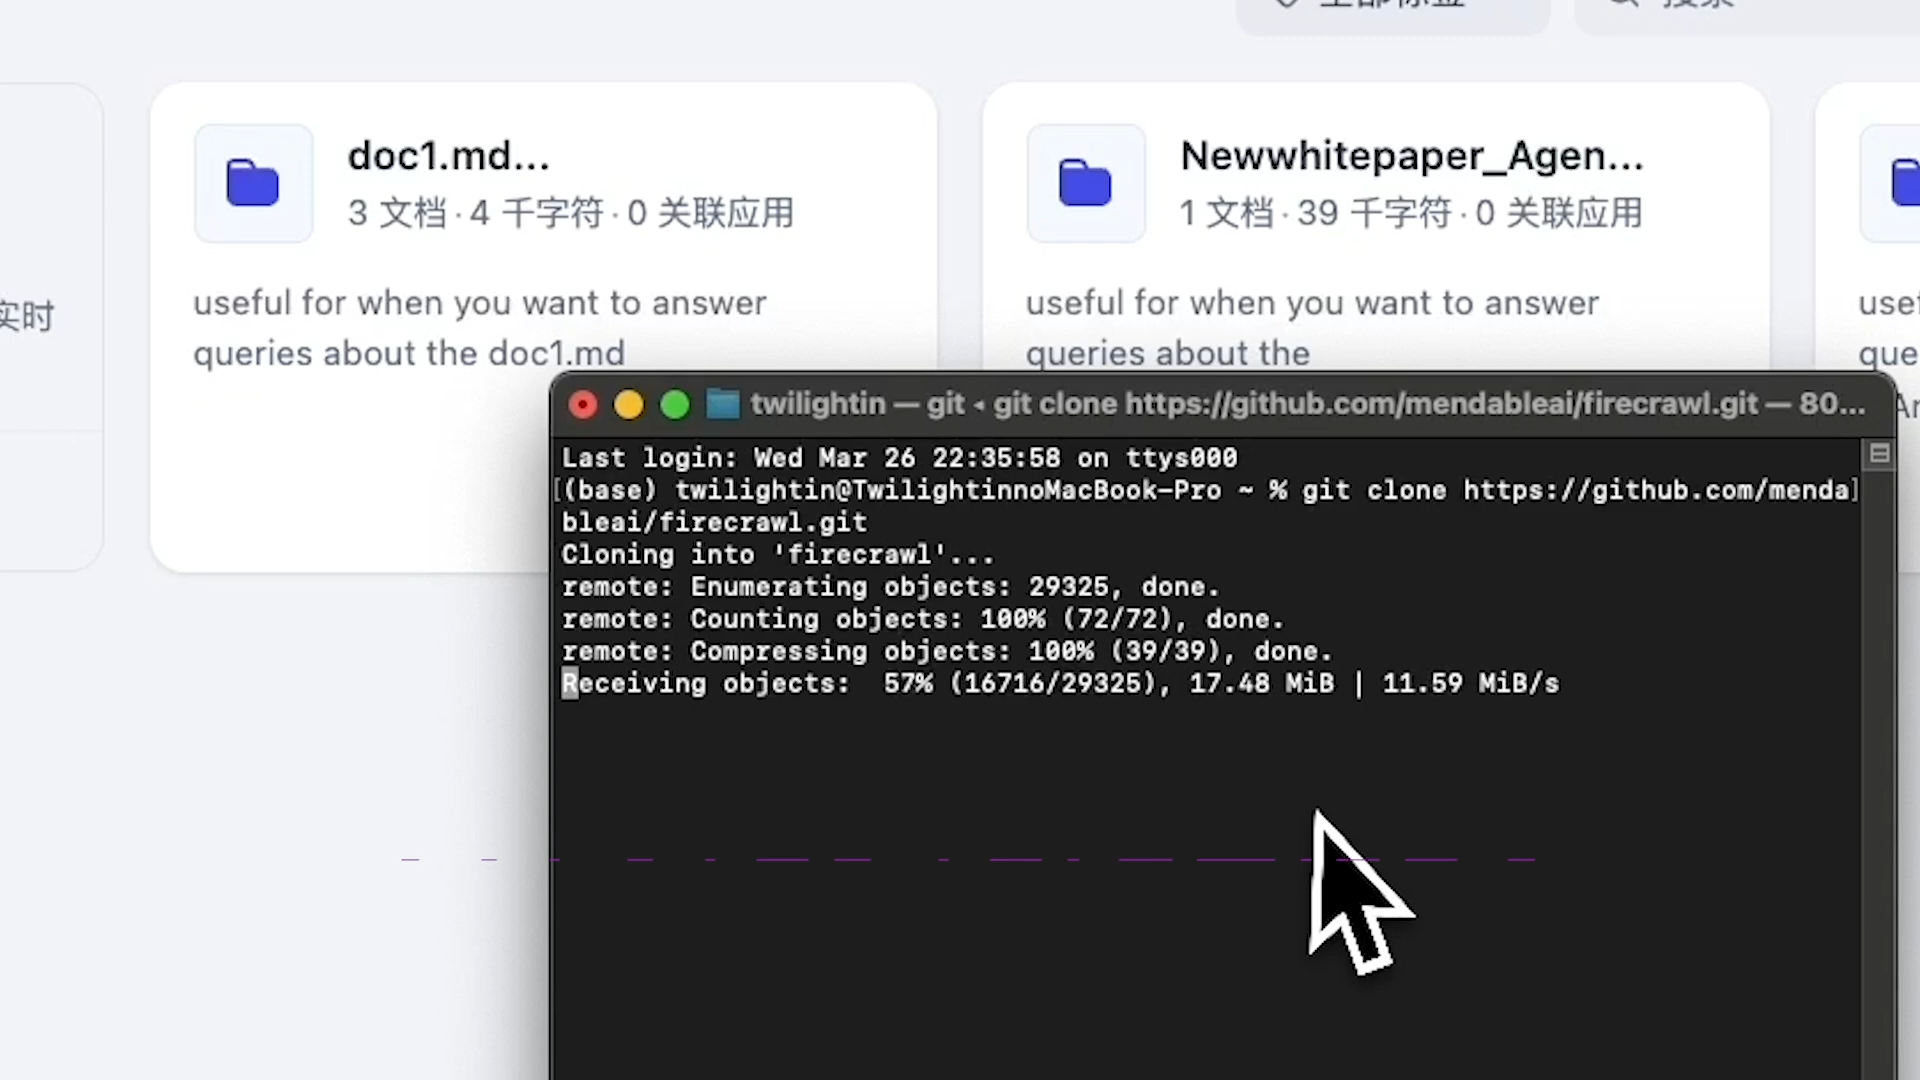 全部标签
搜索
doc1.md...
3 文档 · 4 千字符 · 0 关联应用
useful for when you want to answer
queries about the doc1.md
Newwhitepaper_Agen...
1 文档 · 39 千字符 · 0 关联应用
useful for when you want to answer
queries about the
实时
twilightin — git ◂ git clone https://github.com/mendableai/firecrawl.git — 80...
Last login: Wed Mar 26 22:35:58 on ttys000
[(base) twilightin@TwilightinnoMacBook-Pro ~ % git clone https://github.com/menda]
bleai/firecrawl.git
Cloning into 'firecrawl'...
remote: Enumerating objects: 29325, done.
remote: Counting objects: 100% (72/72), done.
remote: Compressing objects: 100% (39/39), done.
Receiving objects:  57% (16716/29325), 17.48 MiB | 11.59 MiB/s